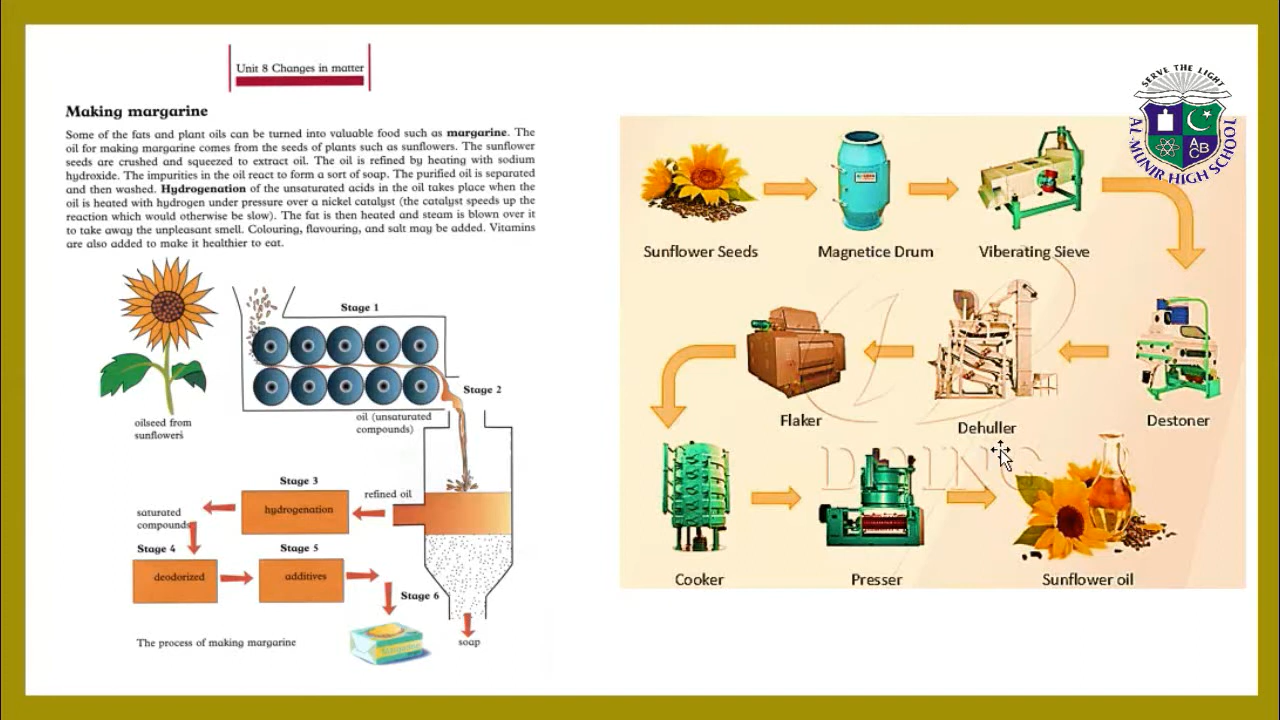 Unit 8 Changes in matter
Making margarine
Some of the fats and plant oils can be turned into valuable food such as margarine. The
oil for making margarine comes from the seeds of plants such as sunflowers. The sunflower
seeds are crushed and squeezed to extract oil. The oil is refined by heating with sodium
hydroxide. The impurities in the oil react to form a sort of soap. The purified oil is separated
and then washed. Hydrogenation of the unsaturated acids in the oil takes place when the
oil is heated with hydrogen under pressure over a nickel catalyst (the catalyst speeds up the
reaction which would otherwise be slow). The fat is then heated and steam is blown over it
to take away the unpleasant smell. Colouring, flavouring, and salt may be added. Vitamins
are also added to make it healthier to eat.
Stage 1
Stage 2
oilseed from
sunflowers
oil (unsaturated
compounds)
Stage 3
refined oil
hydrogenation
saturated
compounds
Stage 4
Stage 5
deodorized
additives
Stage 6
The process of making margarine
Margarine
soap
SERVE THE LIGHT
AL-MUNIR HIGH SCHOOL
ABC
Sunflower Seeds
Magnetice Drum
Viberating Sieve
Flaker
Dehuller
Destoner
DOING
Cooker
Presser
Sunflower oil